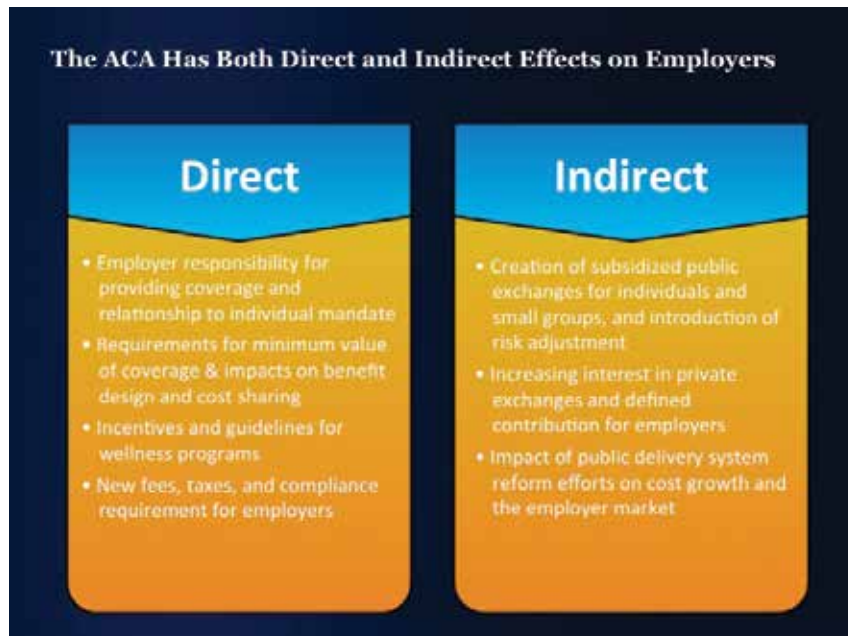 The ACA Has Both Direct and Indirect Effects on Employers
Direct
• Employer responsibility for
providing coverage and
relationship to individual mandate
• Requirements for minimum value
of coverage & impacts on benefit
design and cost sharing
• Incentives and guidelines for
wellness programs
• New fees, taxes, and compliance
requirement for employers
Indirect
• Creation of subsidized public
exchanges for individuals and
small groups, and introduction of
risk adjustment
• Increasing interest in private
exchanges and defined
contribution for employers
• Impact of public delivery system
reform efforts on cost growth and
the employer market